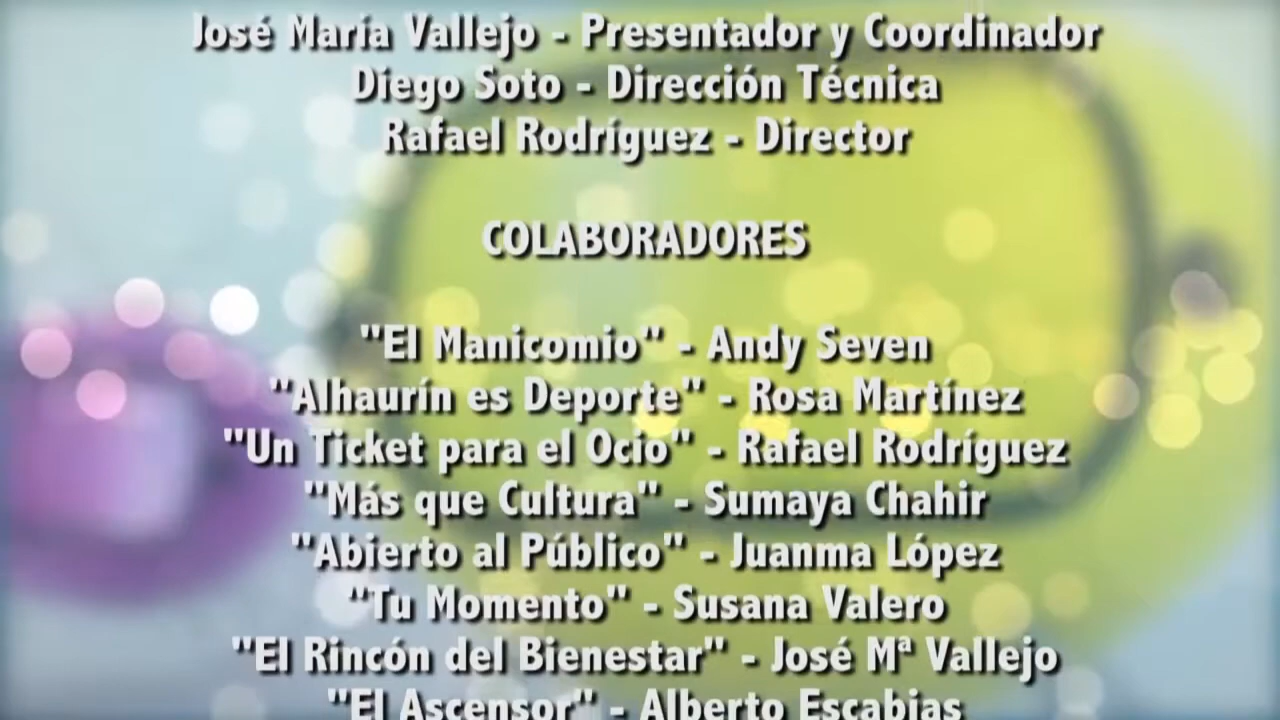 José María Vallejo - Presentador y Coordinador
Diego Soto - Dirección Técnica
Rafael Rodríguez - Director
COLABORADORES
"El Manicomio" - Andy Seven
"Alhaurín es Deporte" - Rosa Martínez
"Un Ticket para el Ocio" - Rafael Rodríguez
"Más que Cultura" - Sumaya Chahir
"Abierto al Público" - Juanma López
"Tu Momento" - Susana Valero
"El Rincón del Bienestar" - José Mª Vallejo
"El Ascensor" - Alberto Escabias